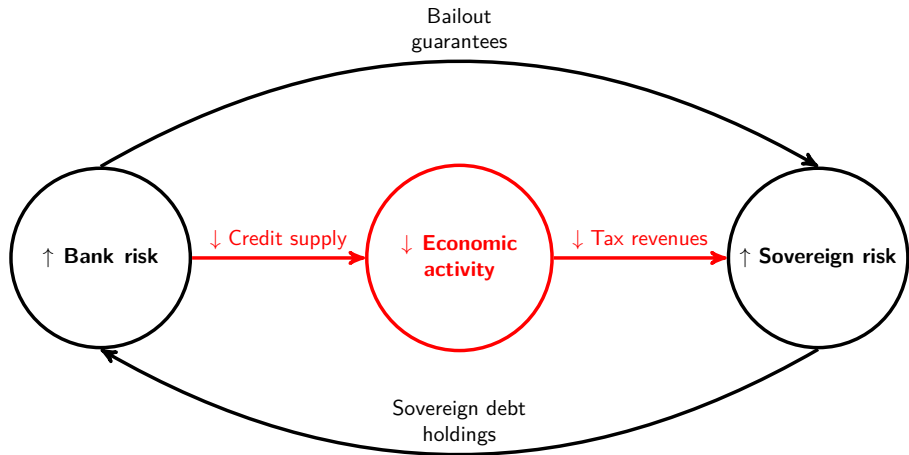 Bailout
guarantees
↑ Bank risk
↓ Credit supply
↓ Economic
activity
↓ Tax revenues
↑ Sovereign risk
Sovereign debt
holdings